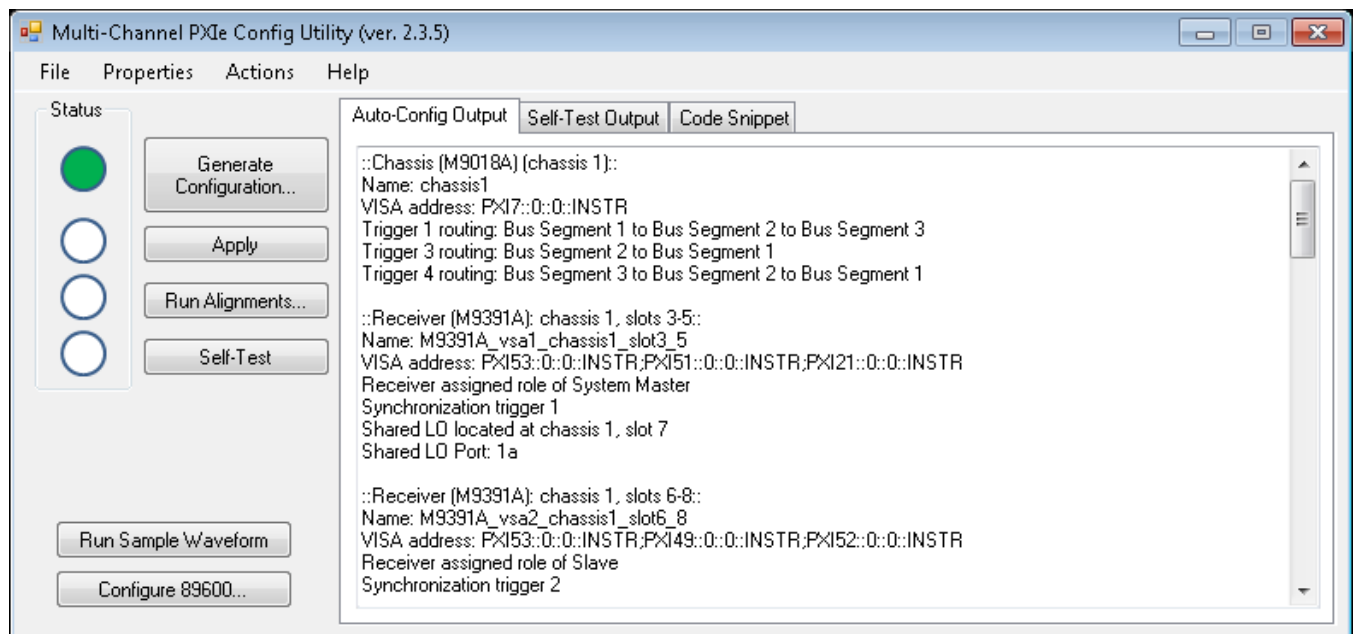 Multi-Channel PXIe Config Utility (ver. 2.3.5)
File Properties Actions Help
Status
Generate
Configuration...
Apply
Run Alignments...
Self-Test
Run Sample Waveform
Configure 89600...
Auto-Config Output Self-Test Output Code Snippet
::Chassis (M9018A) (chassis 1)::
Name: chassis1
VISA address: PXI7::0::0::INSTR
Trigger 1 routing: Bus Segment 1 to Bus Segment 2 to Bus Segment 3
Trigger 3 routing: Bus Segment 2 to Bus Segment 1
Trigger 4 routing: Bus Segment 3 to Bus Segment 2 to Bus Segment 1
::Receiver (M9391A): chassis 1, slots 3-5::
Name: M9391A_vsa1_chassis1_slot3_5
VISA address: PXI53::0::0::INSTR;PXI51::0::0::INSTR;PXI21::0::0::INSTR
Receiver assigned role of System Master
Synchronization trigger 1
Shared LO located at chassis 1, slot 7
Shared LO Port: 1a
::Receiver (M9391A): chassis 1, slots 6-8::
Name: M9391A_vsa2_chassis1_slot6_8
VISA address: PXI53::0::0::INSTR;PXI49::0::0::INSTR;PXI52::0::0::INSTR
Receiver assigned role of Slave
Synchronization trigger 2